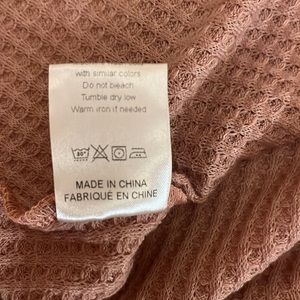 with similar colors
Do not bleach
Tumble dry low
Warm iron if needed
MADE IN CHINA
FABRIQUÉ EN CHINE